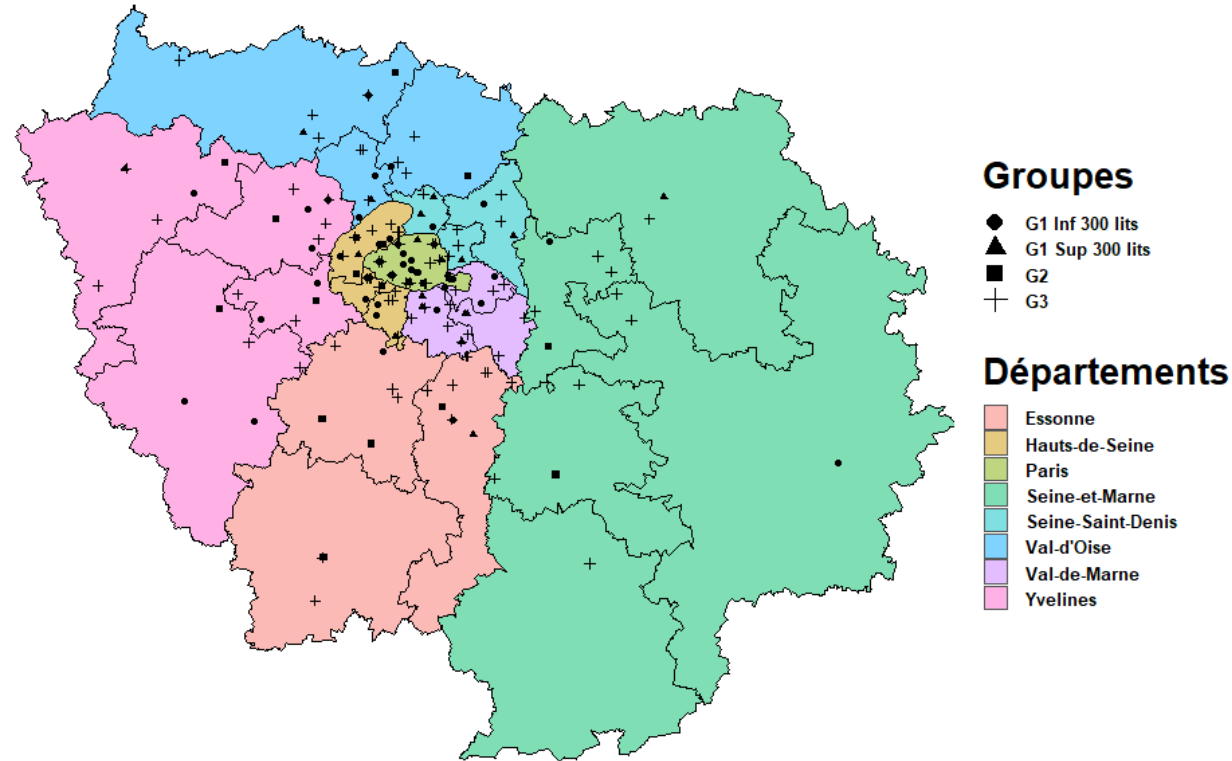 Groupes
G1 Inf 300 lits
G1 Sup 300 lits
G2
G3
Départements
Essonne
Hauts-de-Seine
Paris
Seine-et-Marne
Seine-Saint-Denis
Val-d'Oise
Val-de-Marne
Yvelines